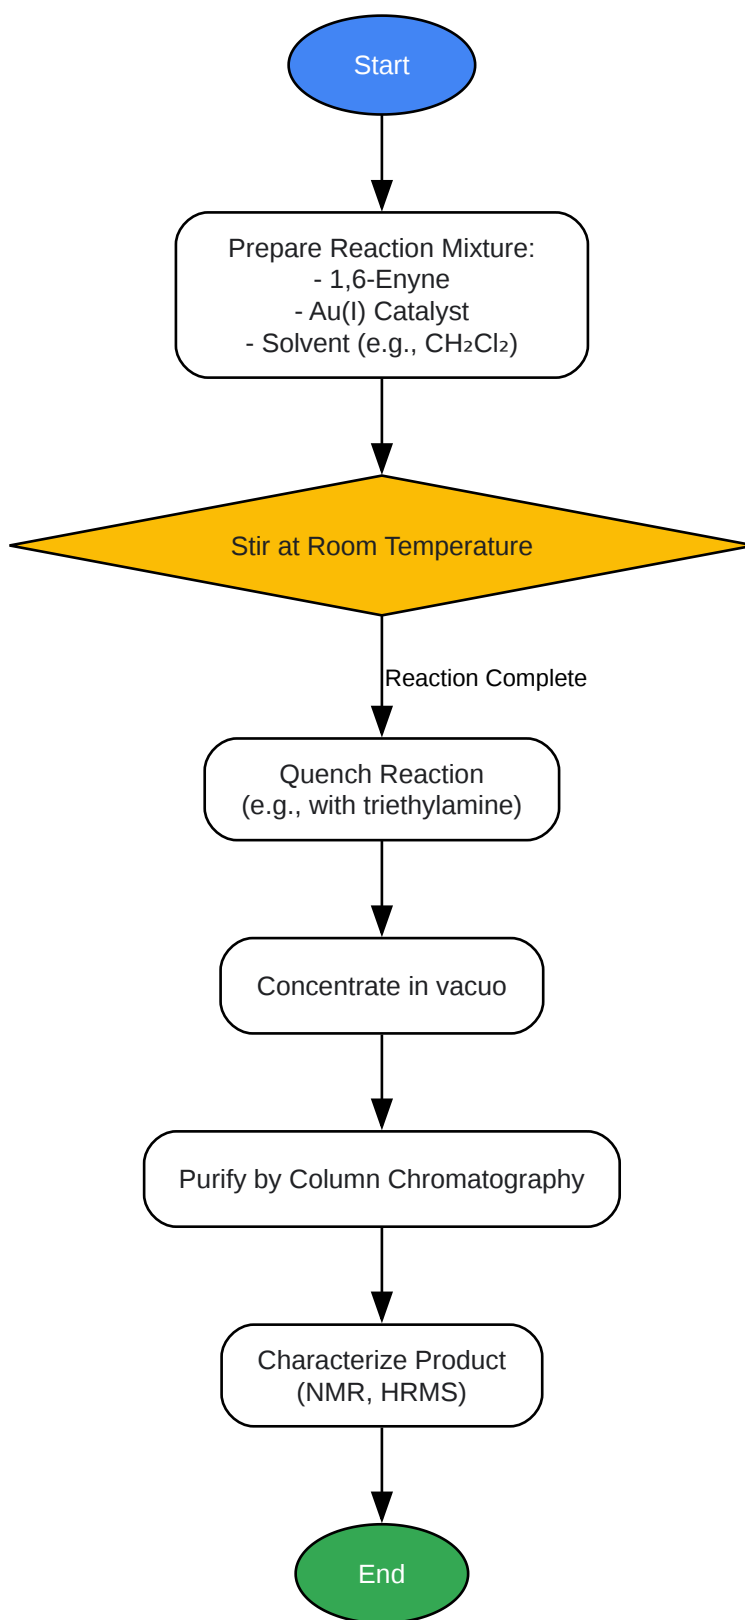 Start
Prepare Reaction Mixture:
- 1,6-Enyne
- Au(I) Catalyst
- Solvent (e.g., CH₂Cl₂)
Stir at Room Temperature
Reaction Complete
Quench Reaction
(e.g., with triethylamine)
Concentrate in vacuo
Purify by Column Chromatography
Characterize Product
(NMR, HRMS)
End